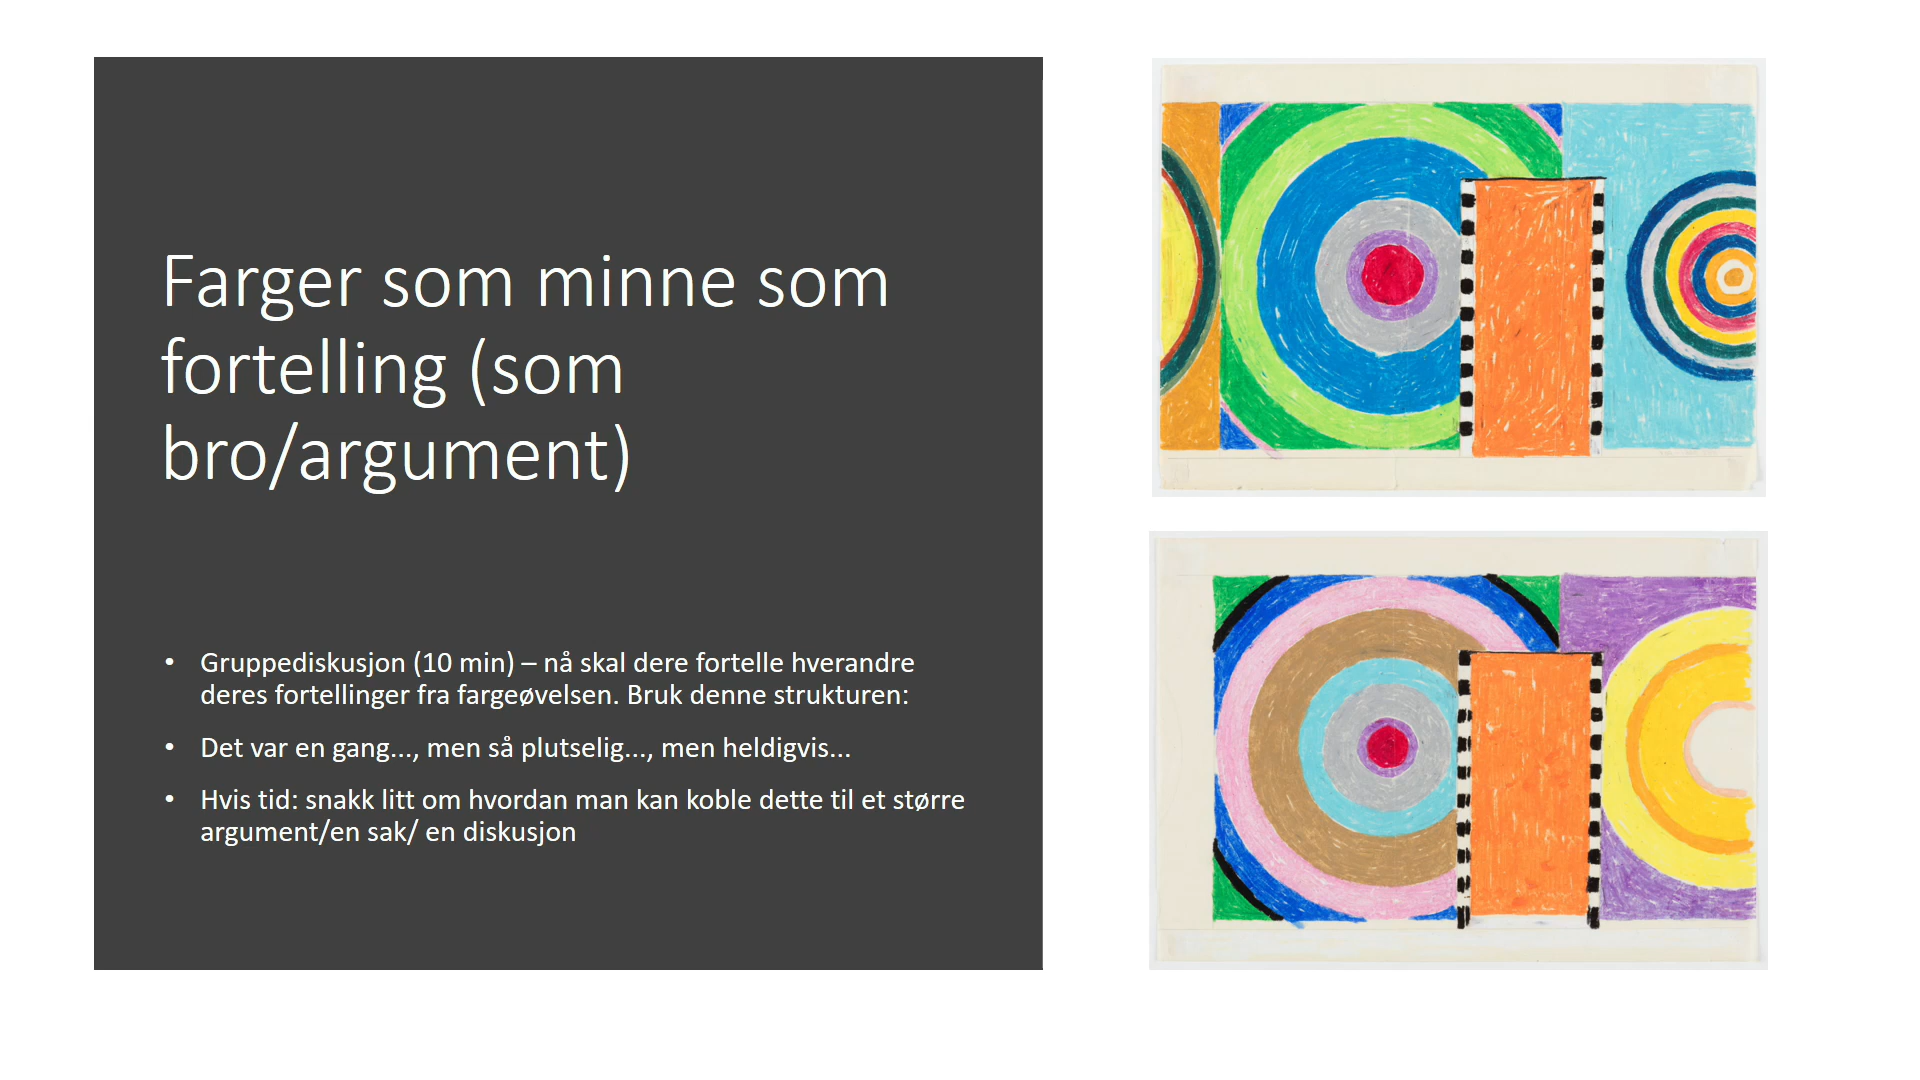 Farger som minne som
fortelling (som
bro/argument)
• Gruppediskusjon (10 min) – nå skal dere fortelle hverandre
deres fortellinger fra fargeøvelsen. Bruk denne strukturen:
• Det var en gang..., men så plutselig..., men heldigvis...
• Hvis tid: snakk litt om hvordan man kan koble dette til et større
argument/en sak/ en diskusjon